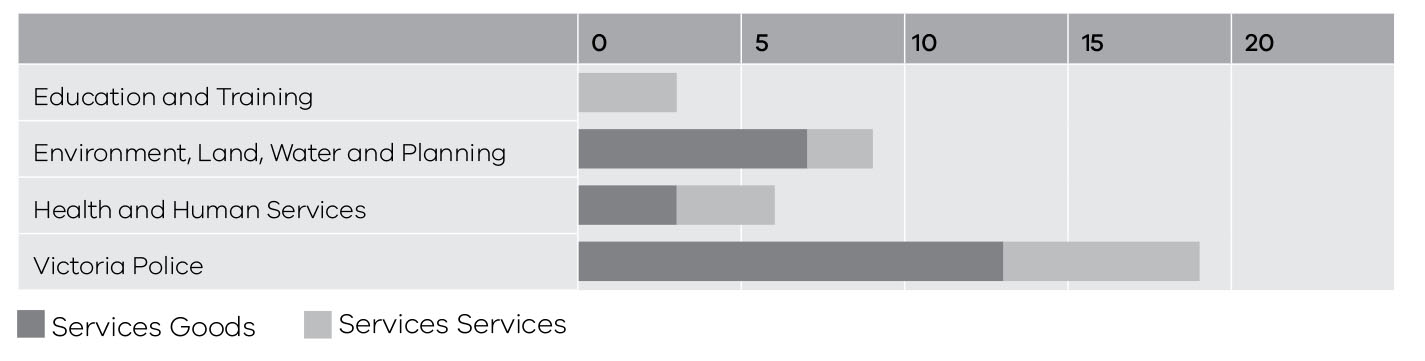 0 5 10 15 20
Education and Training
Environment, Land, Water and Planning
Health and Human Services
Victoria Police
Services Goods Services Services